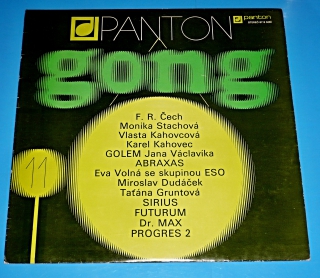 PANTON
panton
gong
F. R. Čech
Monika Stachová
Vlasta Kahovcová
Karel Kahovec
GOLEM Jana Václavíka
ABRAXAS
Eva Volná se skupinou ESO
Miroslav Dudáček
Taťána Gruntová
SIRIUS
FUTURUM
Dr. MAX
PROGRES 2
11